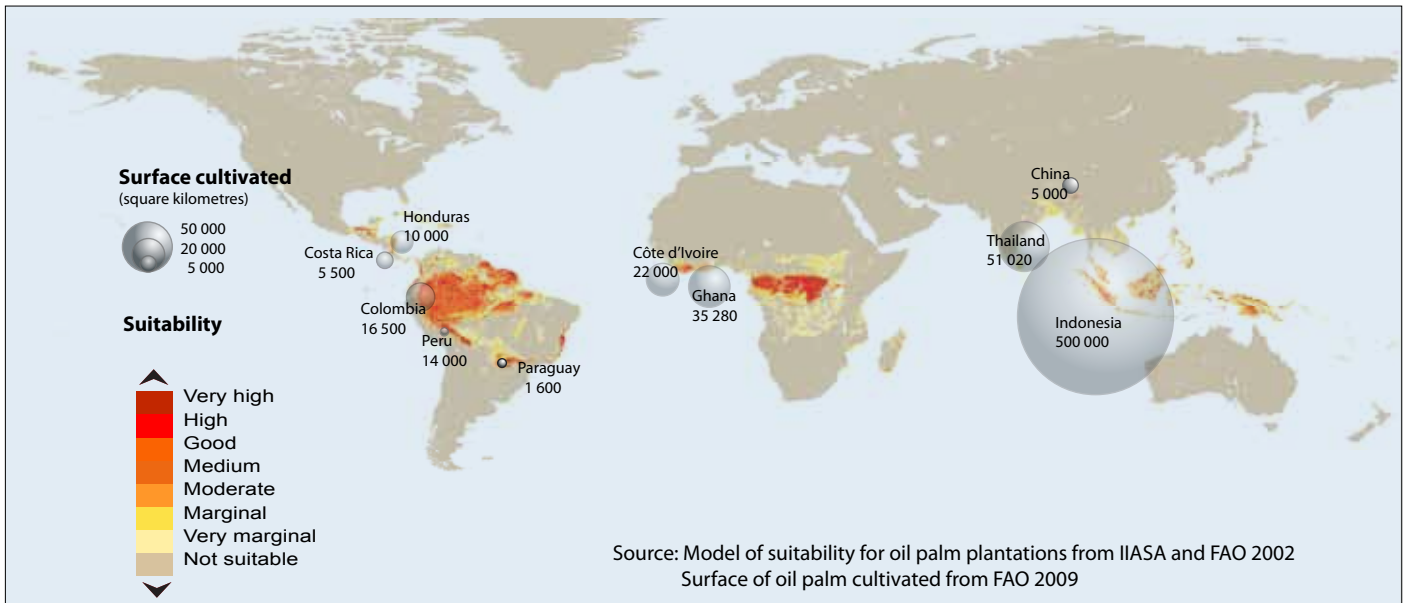 Surface cultivated
(square kilometres)
50 000
20 000
5 000
Honduras
10 000
Costa Rica
5 500
Colombia
16 500
Peru
14 000
Paraguay
1 600
Côte d’Ivoire
22 000
Ghana
35 280
China
5 000
Thailand
51 020
Indonesia
500 000
Suitability
Very high
High
Good
Medium
Moderate
Marginal
Very marginal
Not suitable
Source: Model of suitability for oil palm plantations from IIASA and FAO 2002
Surface of oil palm cultivated from FAO 2009